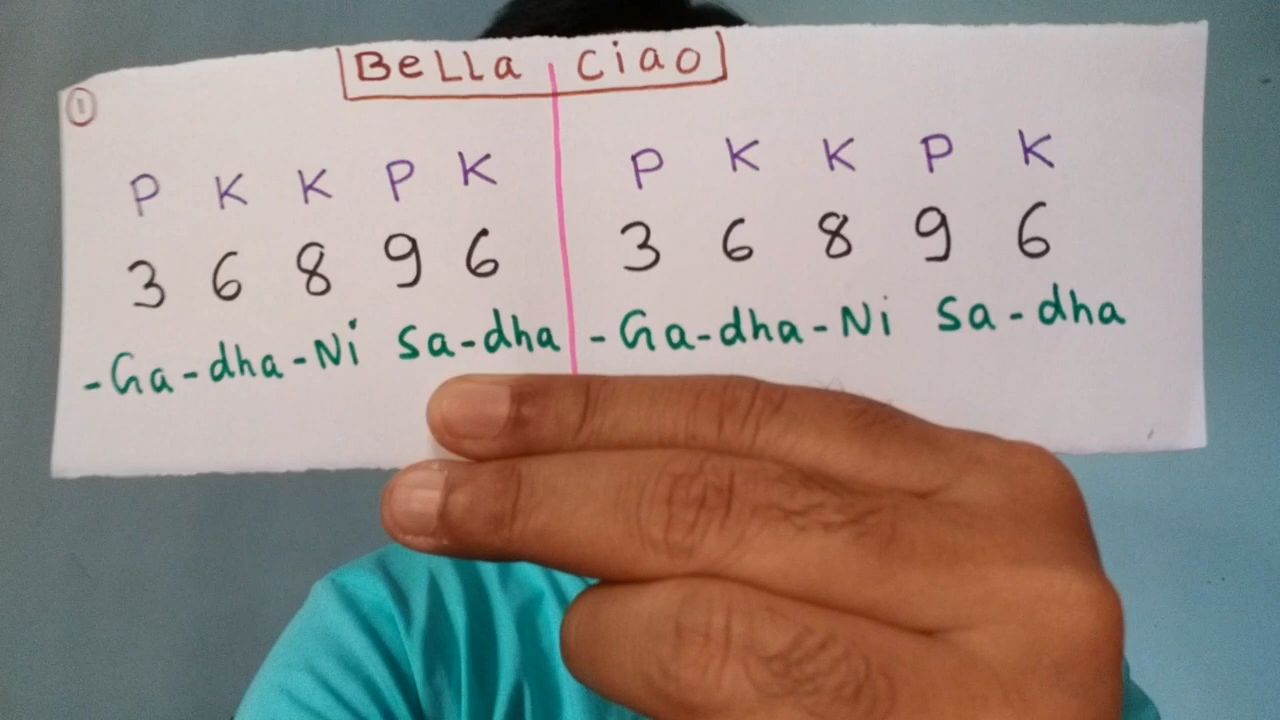 BeLLa Ciao
①
P K K P K P K K P K
3 6 8 9 6 3 6 8 9 6
-Ga-dha-Ni Sa-dha -Ga-dha-Ni Sa-dha